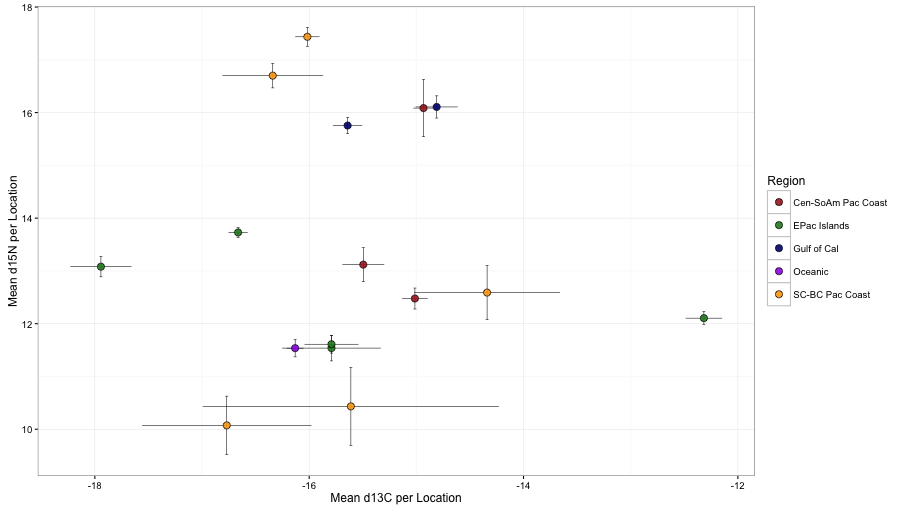 18
16
14
12
10
Mean d15N per Location
-18
-16
-14
-12
Mean d13C per Location
Region
Cen-SoAm Pac Coast
EPac Islands
Gulf of Cal
Oceanic
SC-BC Pac Coast